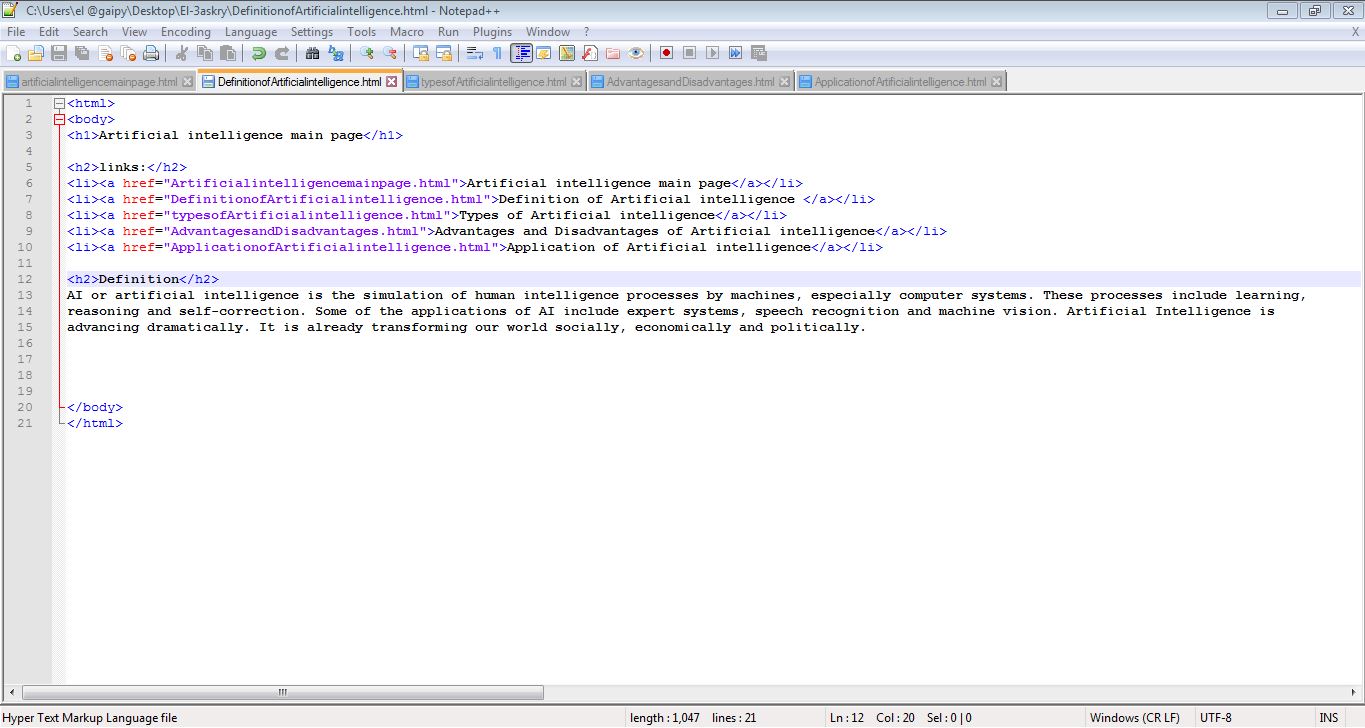 C:\Users\el @gaipy\Desktop\El-3askry\DefinitionofArtificialintelligence.html - Notepad++
File Edit Search View Encoding Language Settings Tools Macro Run Plugins Window ? X
artificialintelligencemainpage.html DefinitionofArtificialintelligence.html typesofArtificialintelligence.html AdvantagesandDisadvantages.html ApplicationofArtificialintelligence.html
1 <html>
2 <body>
3 <h1>Artificial intelligence main page</h1>
4
5 <h2>links:</h2>
6 <li><a href="Artificialintelligencemainpage.html">Artificial intelligence main page</a></li>
7 <li><a href="DefinitionofArtificialintelligence.html">Definition of Artificial intelligence </a></li>
8 <li><a href="typesofArtificialintelligence.html">Types of Artificial intelligence</a></li>
9 <li><a href="AdvantagesandDisadvantages.html">Advantages and Disadvantages of Artificial intelligence</a></li>
10 <li><a href="ApplicationofArtificialintelligence.html">Application of Artificial intelligence</a></li>
11
12 <h2>Definition</h2>
13 AI or artificial intelligence is the simulation of human intelligence processes by machines, especially computer systems. These processes include learning,
14 reasoning and self-correction. Some of the applications of AI include expert systems, speech recognition and machine vision. Artificial Intelligence is
15 advancing dramatically. It is already transforming our world socially, economically and politically.
16
17
18
19
20 </body>
21 </html>
Hyper Text Markup Language file length : 1,047 lines : 21 Ln : 12 Col : 20 Sel : 0 | 0 Windows (CR LF) UTF-8 INS